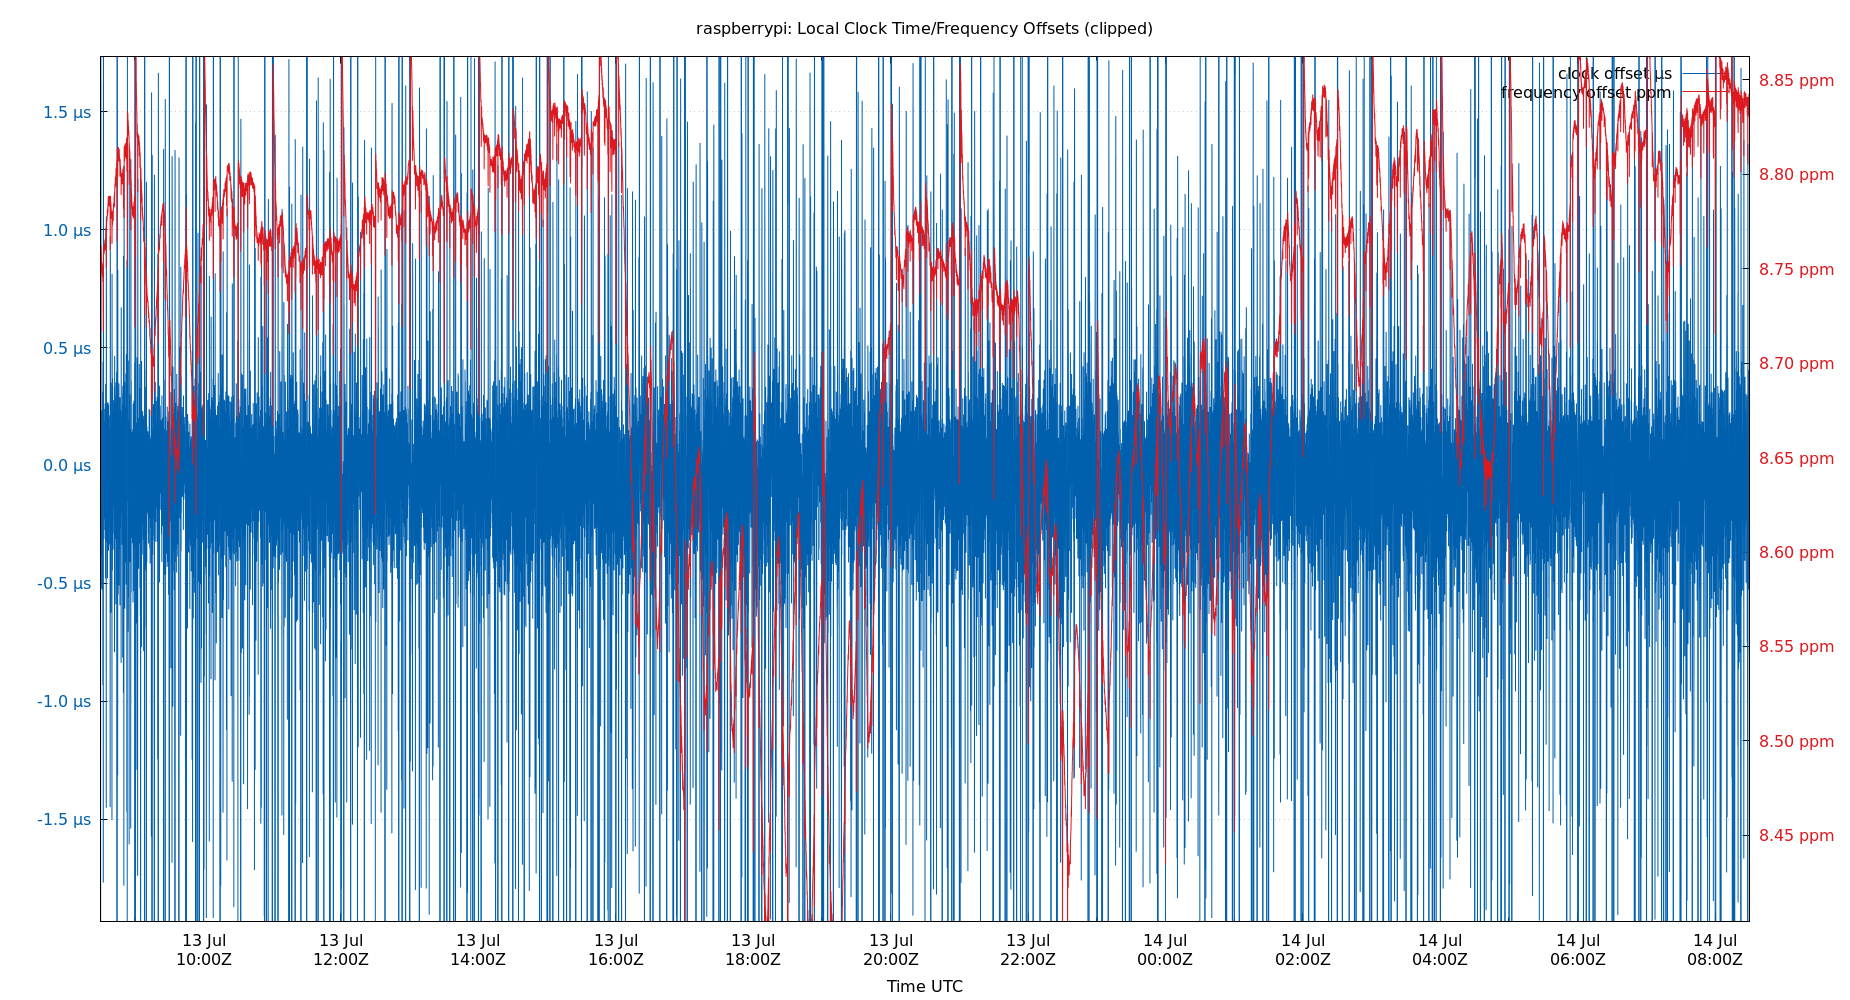 raspberrypi: Local Clock Time/Frequency Offsets (clipped)
clock offset µs
frequency offset ppm
1.5 µs
1.0 µs
0.5 µs
0.0 µs
-0.5 µs
-1.0 µs
-1.5 µs
8.85 ppm
8.80 ppm
8.75 ppm
8.70 ppm
8.65 ppm
8.60 ppm
8.55 ppm
8.50 ppm
8.45 ppm
13 Jul 13 Jul 13 Jul 13 Jul 13 Jul 13 Jul 13 Jul 14 Jul 14 Jul 14 Jul 14 Jul 14 Jul
10:00Z 12:00Z 14:00Z 16:00Z 18:00Z 20:00Z 22:00Z 00:00Z 02:00Z 04:00Z 06:00Z 08:00Z
Time UTC